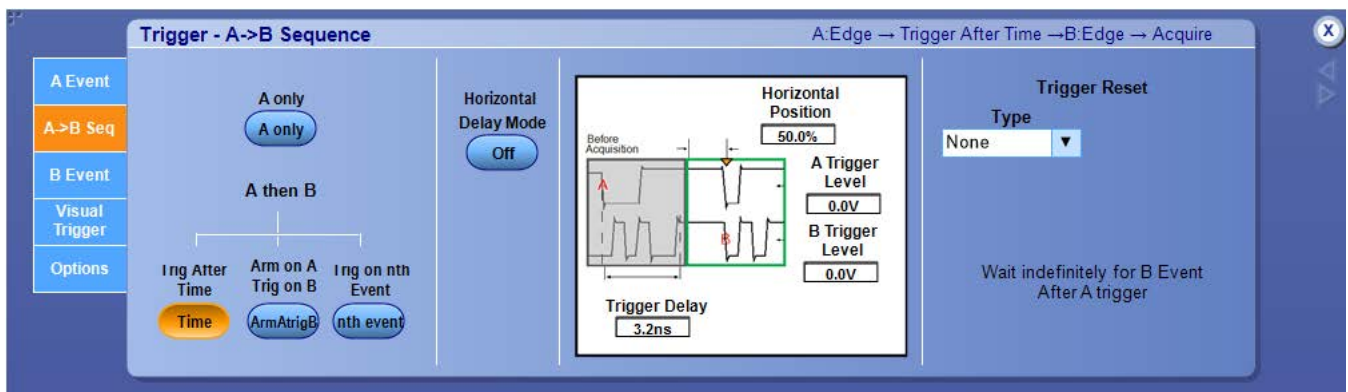 Trigger - A->B Sequence
A:Edge → Trigger After Time →B:Edge → Acquire
X
A Event
A->B Seq
B Event
Visual
Trigger
Options
A only
A only
A then B
Trig After
Time
Time
Arm on A
Trig on B
ArmAtrigB
Trig on nth
Event
nth event
Horizontal
Delay Mode
Off
Before
Acquisition
A
B
Horizontal
Position
50.0%
A Trigger
Level
0.0V
B Trigger
Level
0.0V
Trigger Delay
3.2ns
Trigger Reset
Type
None
Wait indefinitely for B Event
After A trigger